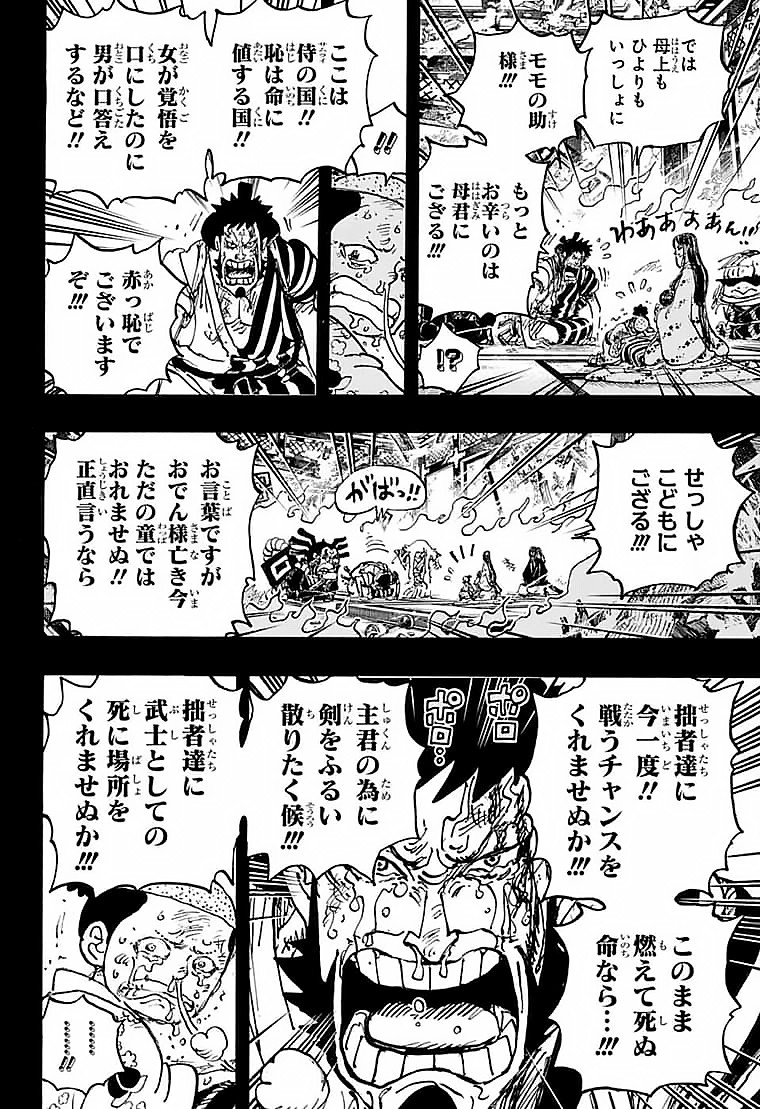 では
母上も
ひよりも
いっしょに
わああああん!!
モモの助
様!!!
もっと
お辛いのは
母君に
ござる!!!
!?
!!
ここは
侍の国!!
恥は命に
値する国!!
女が覚悟を
口にしたのに
男が口答え
するなど!!
赤っ恥で
ございます
ぞ!!!
せっしゃ
こどもに
ござる!!!
がばっ!!
お言葉ですが
おでん様亡き今
ただの童では
おれませぬ!!
正直言うなら
拙者達に
今一度!!
戦うチャンスを
くれませぬか!!!
このまま
燃えて死ぬ
命なら…!!!
ポロ
ポロ…
主君の為に
剣をふるい
散りたく候!!!
拙者達に
武士としての
死に場所を
くれませぬか!!!
………
………!!!